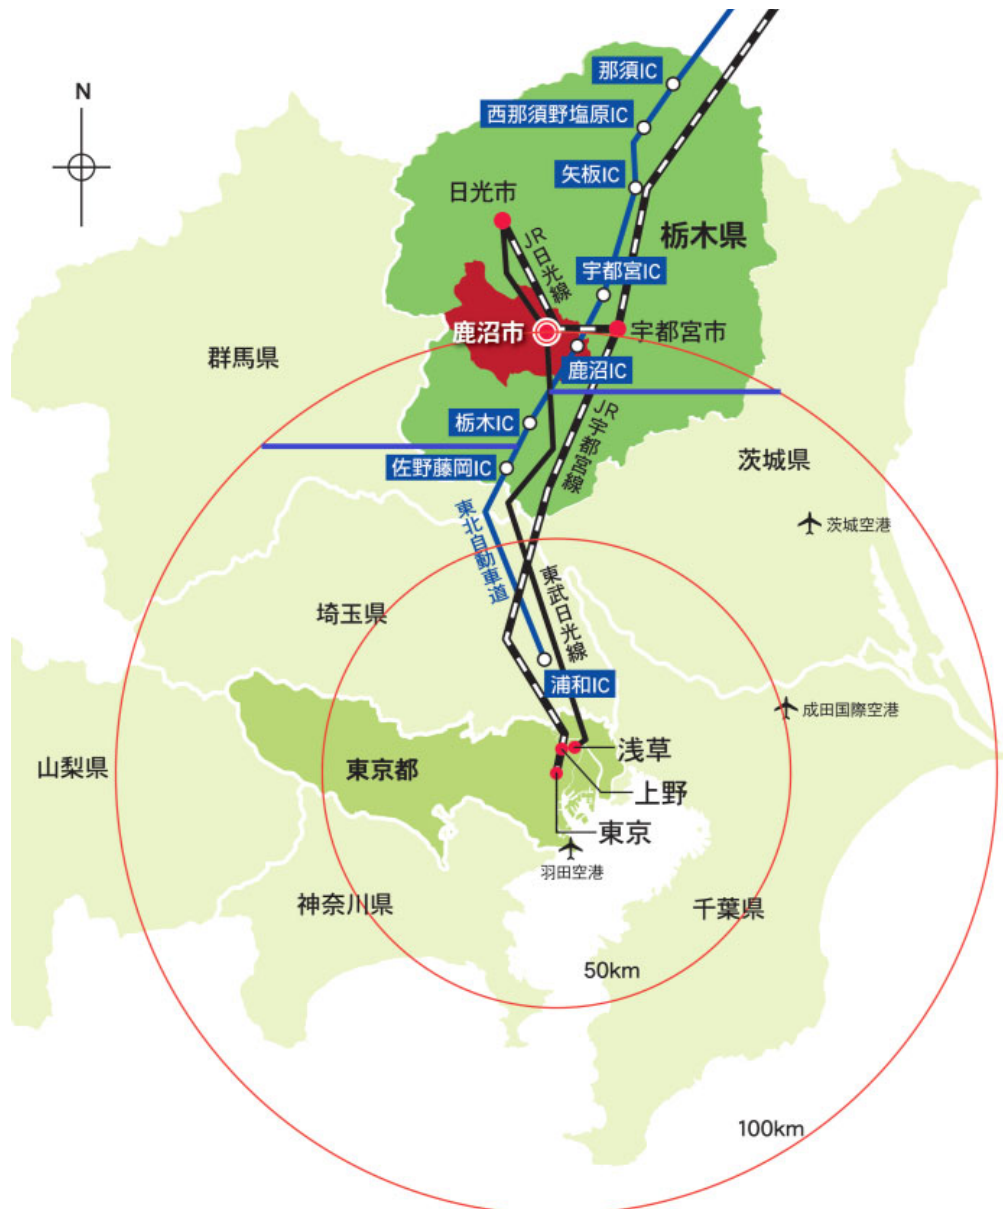 N
那須IC
西那須野塩原IC
矢板IC
日光市
栃木県
JR日光線
宇都宮IC
鹿沼市
宇都宮市
群馬県
鹿沼IC
栃木IC
JR宇都宮線
佐野藤岡IC
茨城県
東北自動車道
茨城空港
東武日光線
埼玉県
浦和IC
成田国際空港
浅草
山梨県
東京都
上野
東京
羽田空港
神奈川県
千葉県
50km
100km